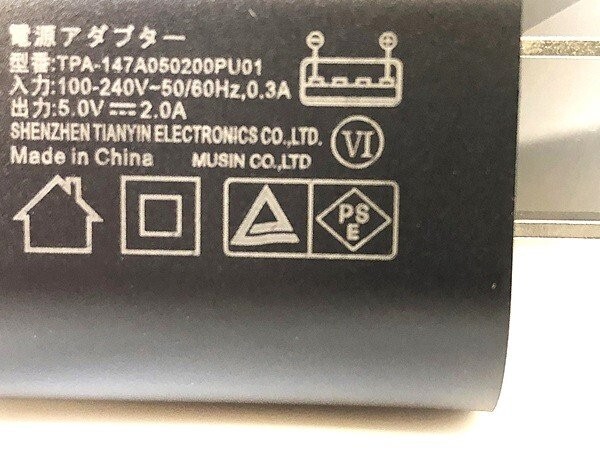 電源アダプター
型番:TPA-147A050200PU01
入力:100-240V~50/60Hz,0.3A
出力:5.0V⎓2.0A
SHENZHEN TIANYIN ELECTRONICS CO.,LTD.
VI
Made in China MUSIN CO.,LTD
PS
E